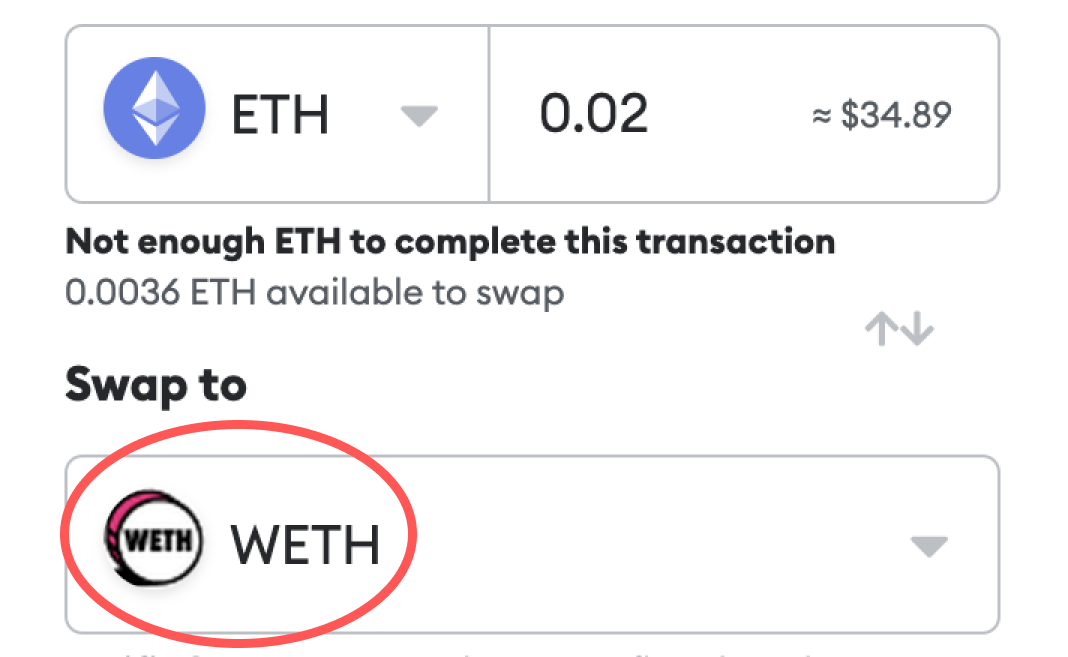 ETH 0.02 ≈ $34.89
Not enough ETH to complete this transaction
0.0036 ETH available to swap
Swap to
WETH WETH